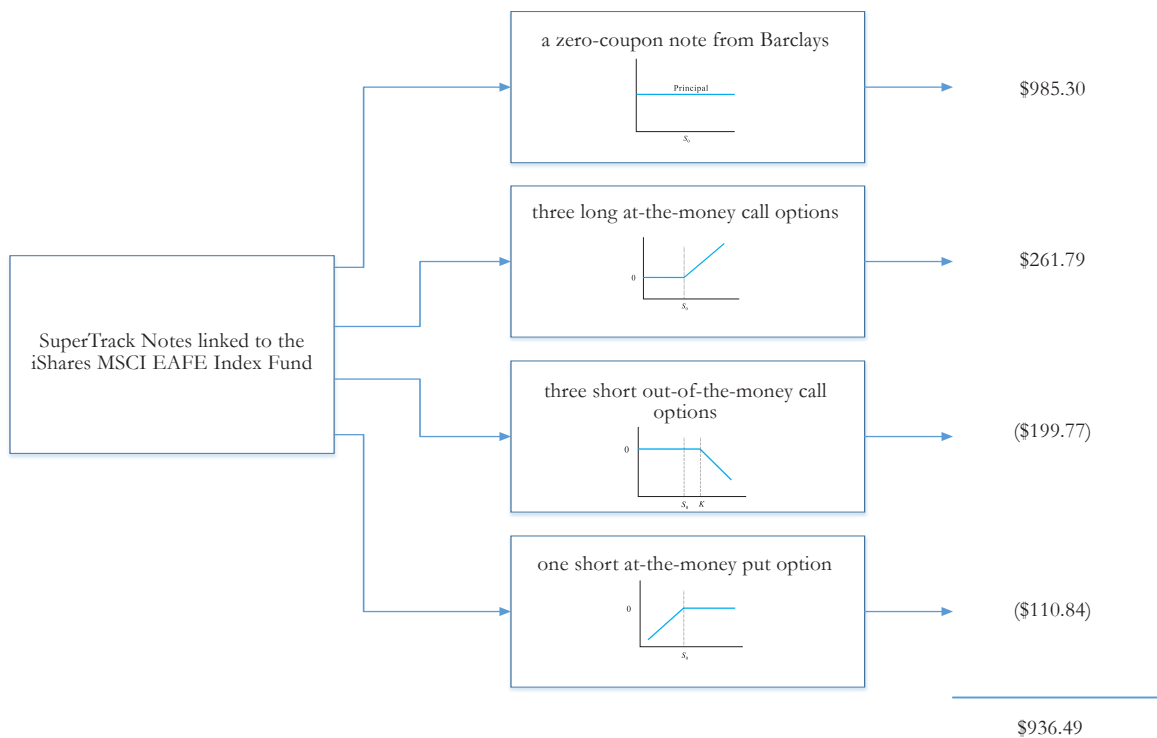 SuperTrack Notes linked to the
iShares MSCI EAFE Index Fund
a zero-coupon note from Barclays
Principal
S₀
$985.30
three long at-the-money call options
0
S₀
$261.79
three short out-of-the-money call
options
0
S₀ K
($199.77)
one short at-the-money put option
0
S₀
($110.84)
$936.49